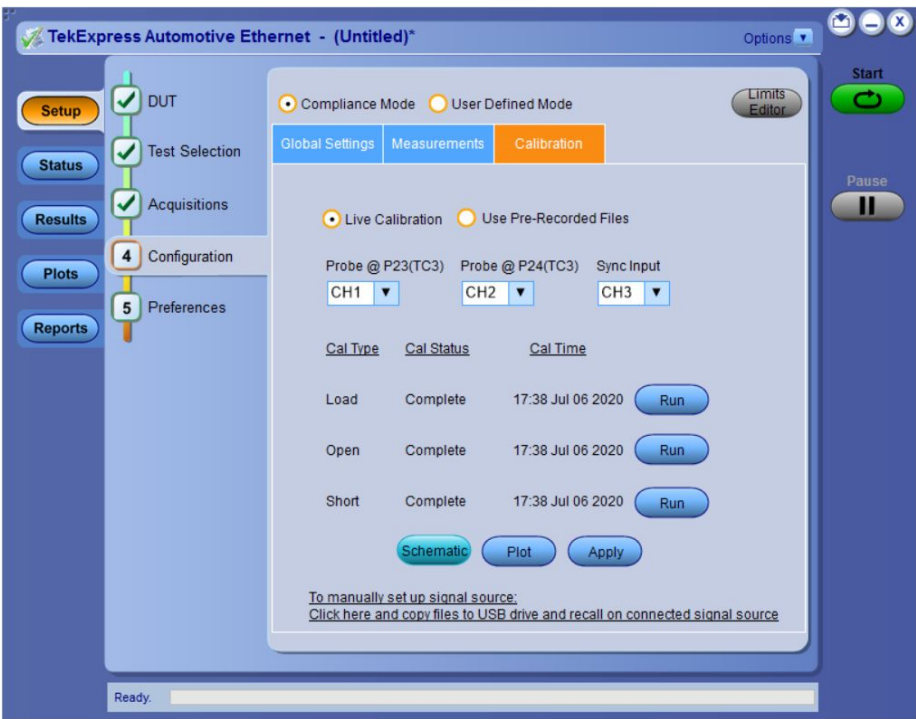 TekExpress Automotive Ethernet - (Untitled)*
Options
Start
Setup
DUT
Compliance Mode
User Defined Mode
Limits
Editor
Global Settings
Measurements
Calibration
Status
Test Selection
Pause
Results
Acquisitions
Live Calibration
Use Pre-Recorded Files
4
Configuration
Probe @ P23(TC3)
Probe @ P24(TC3)
Sync Input
Plots
CH1
CH2
CH3
5
Preferences
Reports
Cal Type Cal Status Cal Time
Load Complete 17:38 Jul 06 2020 Run
Open Complete 17:38 Jul 06 2020 Run
Short Complete 17:38 Jul 06 2020 Run
Schematic
Plot
Apply
To manually set up signal source:
Click here and copy files to USB drive and recall on connected signal source
Ready.